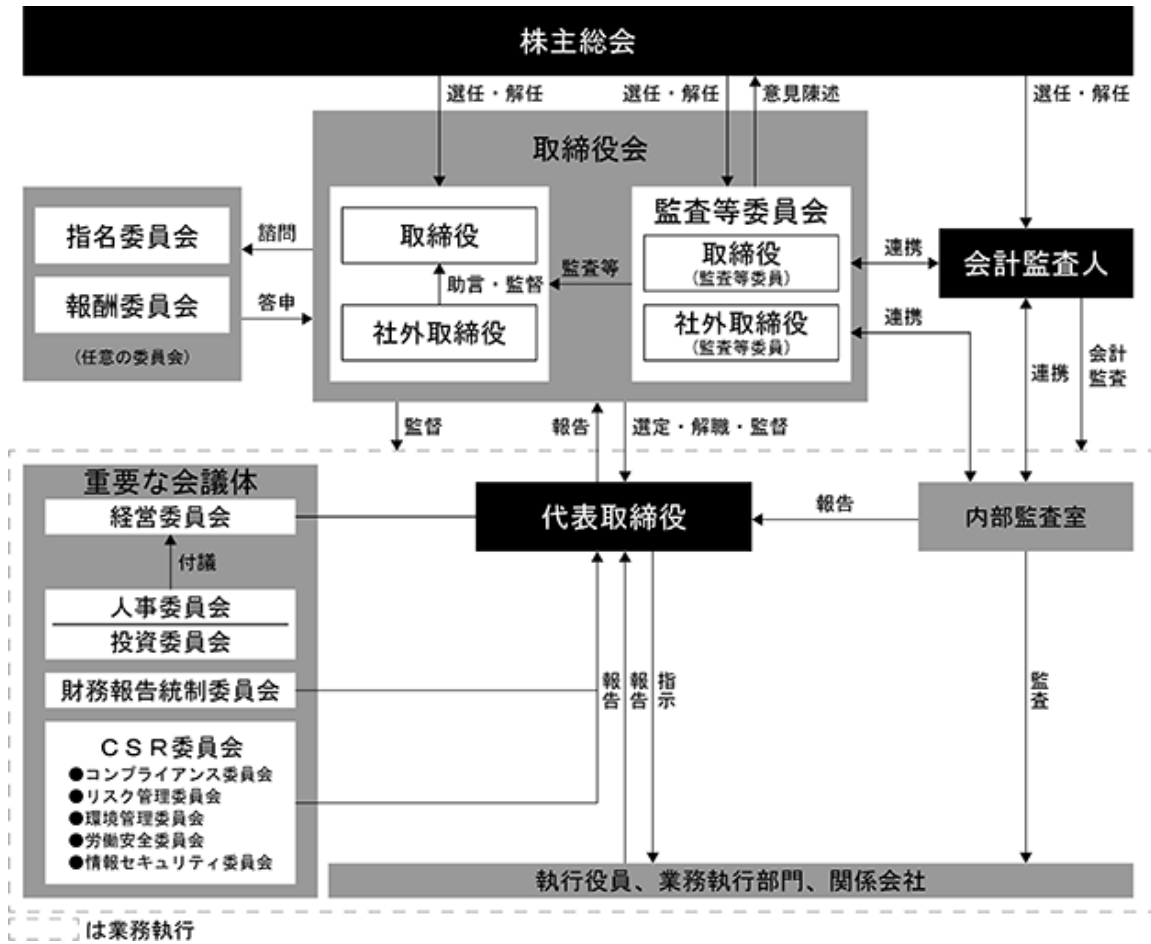 株主総会
選任・解任
選任・解任
意見陳述
選任・解任
取締役会
指名委員会
報酬委員会
(任意の委員会)
諮問
答申
取締役
助言・監督
社外取締役
監査等
監査等委員会
取締役
(監査等委員)
社外取締役
(監査等委員)
連携
連携
会計監査人
連携
会計
監査
監督
報告
選定・解職・監督
重要な会議体
経営委員会
付議
人事委員会
投資委員会
財務報告統制委員会
CSR委員会
●コンプライアンス委員会
●リスク管理委員会
●環境管理委員会
●労働安全委員会
●情報セキュリティ委員会
代表取締役
報告
内部監査室
報告
報告
指示
監査
執行役員、業務執行部門、関係会社
は業務執行